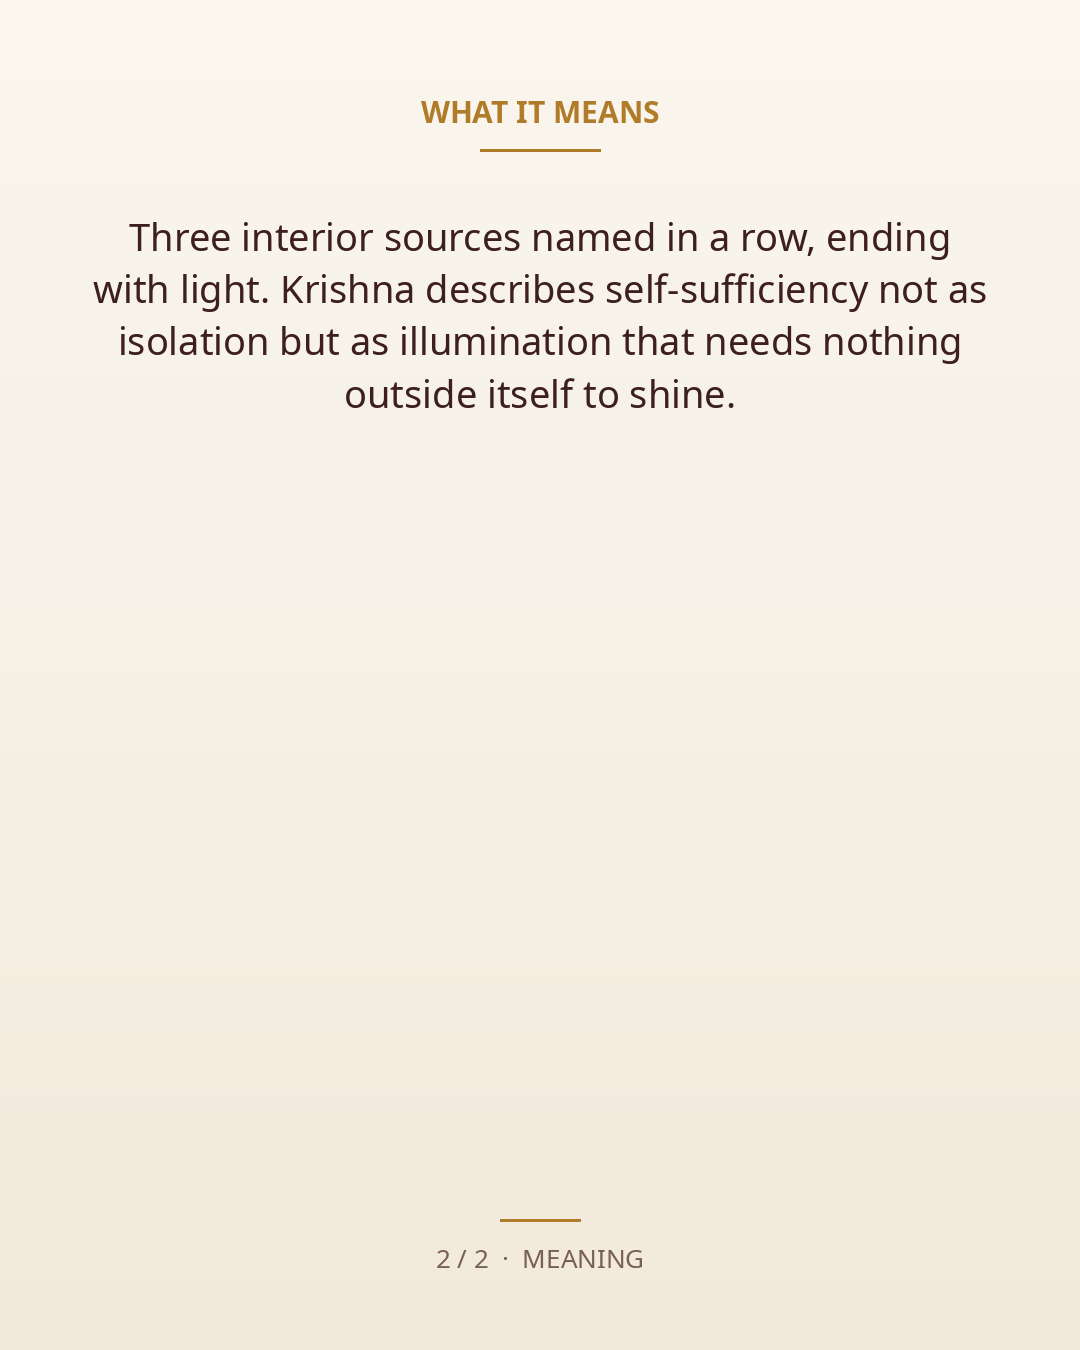 WHAT IT MEANS
Three interior sources named in a row, ending
with light. Krishna describes self-sufficiency not as
isolation but as illumination that needs nothing
outside itself to shine.
2 / 2 · MEANING